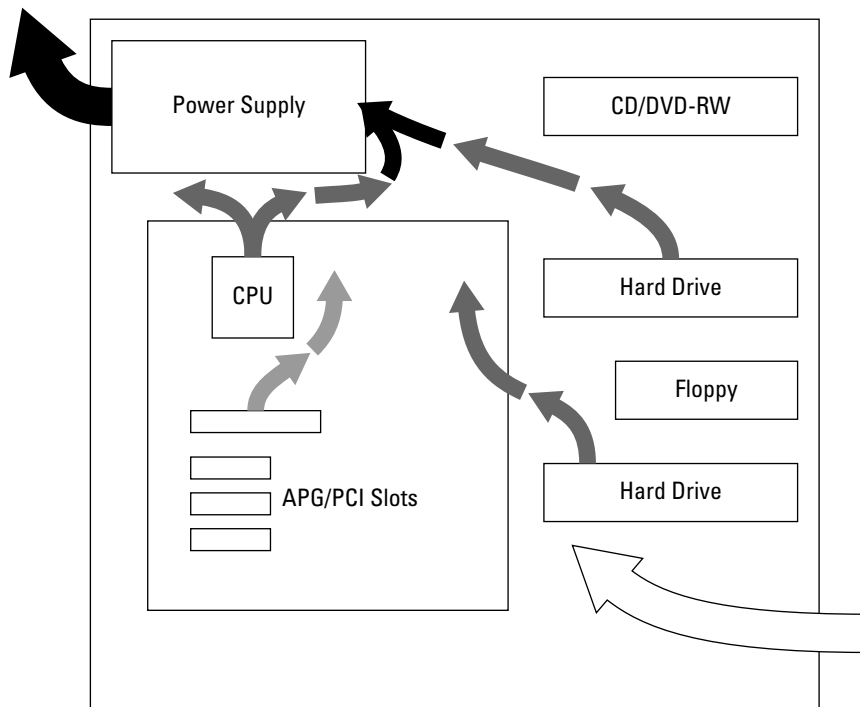 Power Supply
CD/DVD-RW
CPU
Hard Drive
Floppy
APG/PCI Slots
Hard Drive